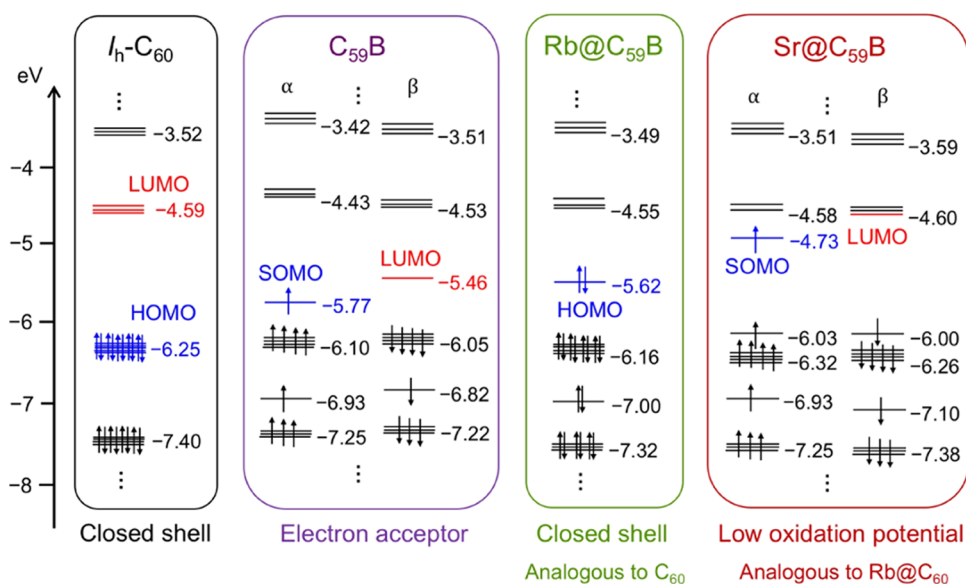 eV
−4
−5
−6
−7
−8
Ih-C60
⋮
−3.52
LUMO
−4.59
HOMO
−6.25
−7.40
⋮
Closed shell
C59B
α ⋮ β
−3.42 −3.51
−4.43 −4.53
SOMO LUMO
−5.46
−5.77
−6.10 −6.05
−6.93 −6.82
−7.25 −7.22
⋮
Electron acceptor
Rb@C59B
⋮
−3.49
−4.55
−5.62
HOMO
−6.16
−7.00
−7.32
⋮
Closed shell
Analogous to C60
Sr@C59B
α ⋮ β
−3.51 −3.59
−4.58 −4.60
−4.73 LUMO
SOMO
−6.03 −6.00
−6.32 −6.26
−6.93 −7.10
−7.25 −7.38
⋮
Low oxidation potential
Analogous to Rb@C60